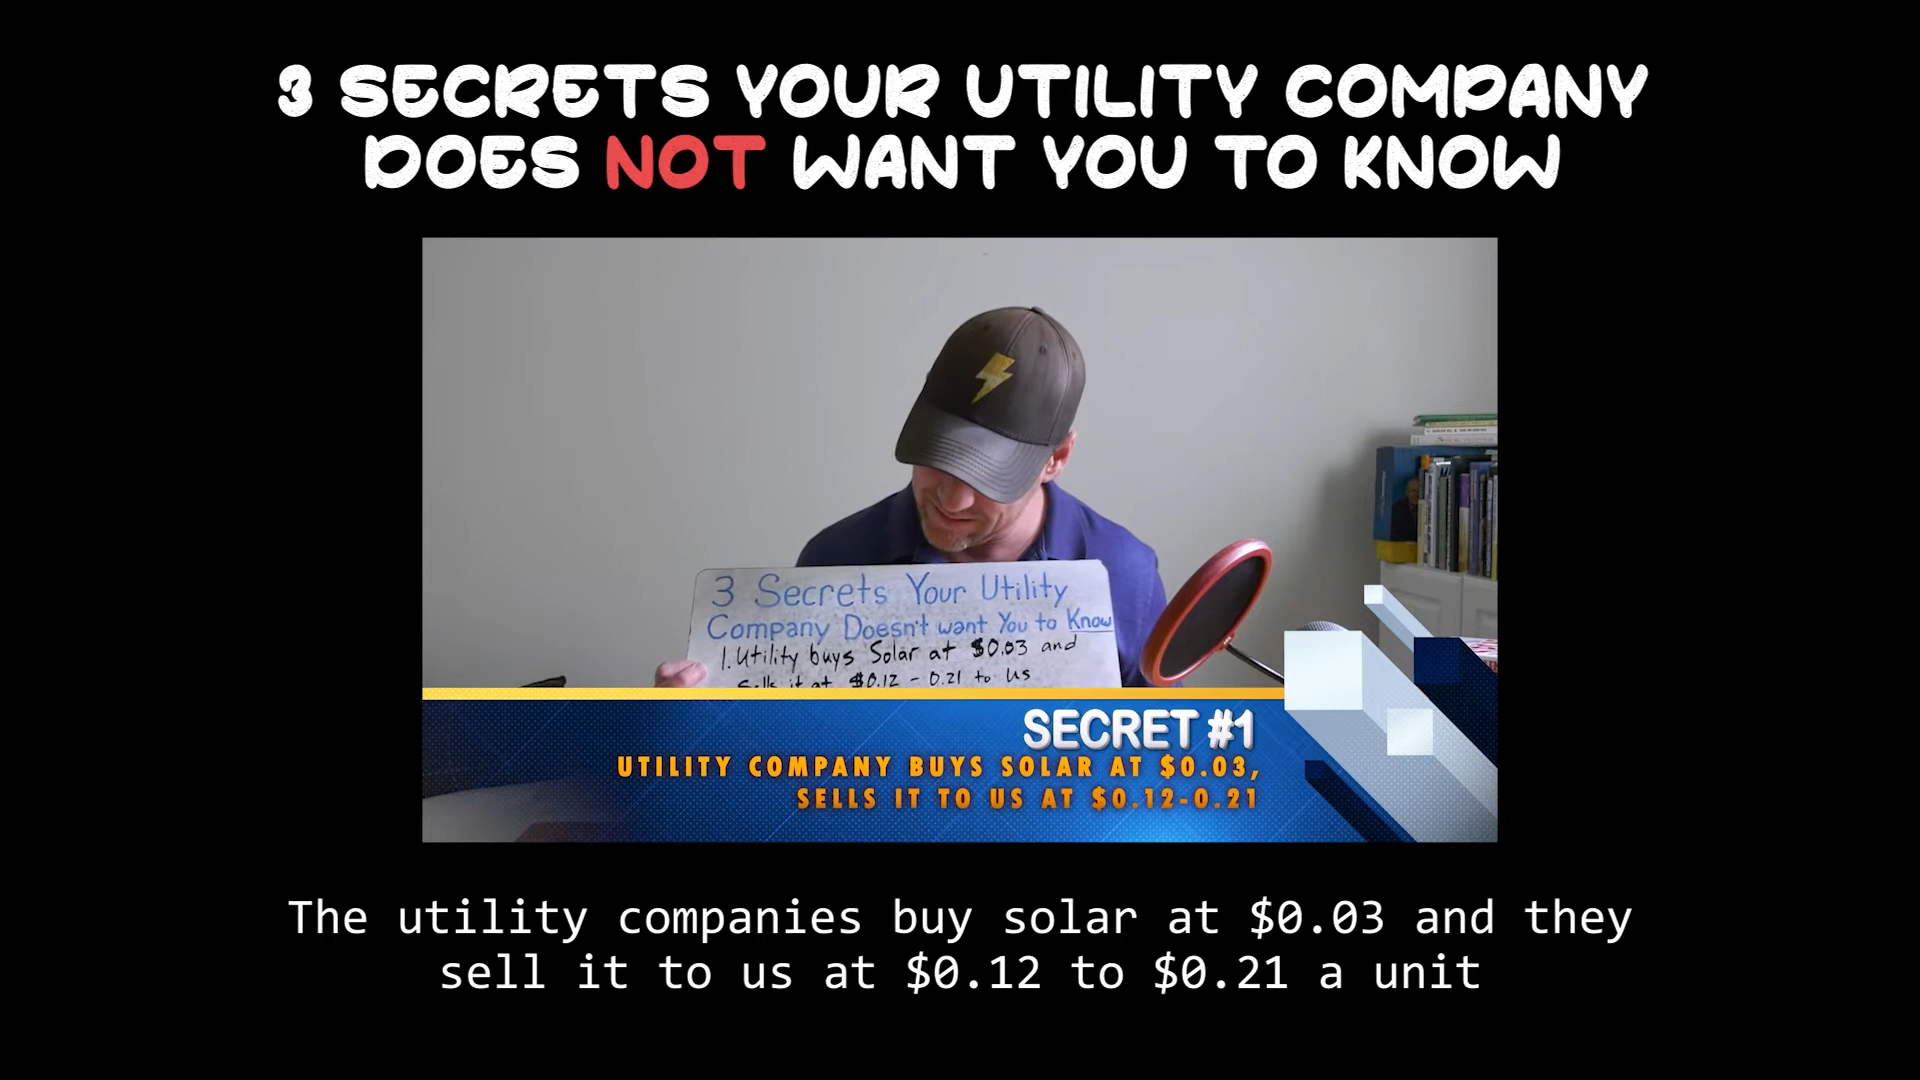 3 SECRETS YOUR UTILITY COMPANY
DOES NOT WANT YOU TO KNOW
3 Secrets Your Utility
Company Doesn't want You to Know
1. Utility buys Solar at $0.03 and
Sells it at $0.12 - 0.21 to us
SECRET #1
UTILITY COMPANY BUYS SOLAR AT $0.03,
SELLS IT TO US AT $0.12-0.21
The utility companies buy solar at $0.03 and they
sell it to us at $0.12 to $0.21 a unit